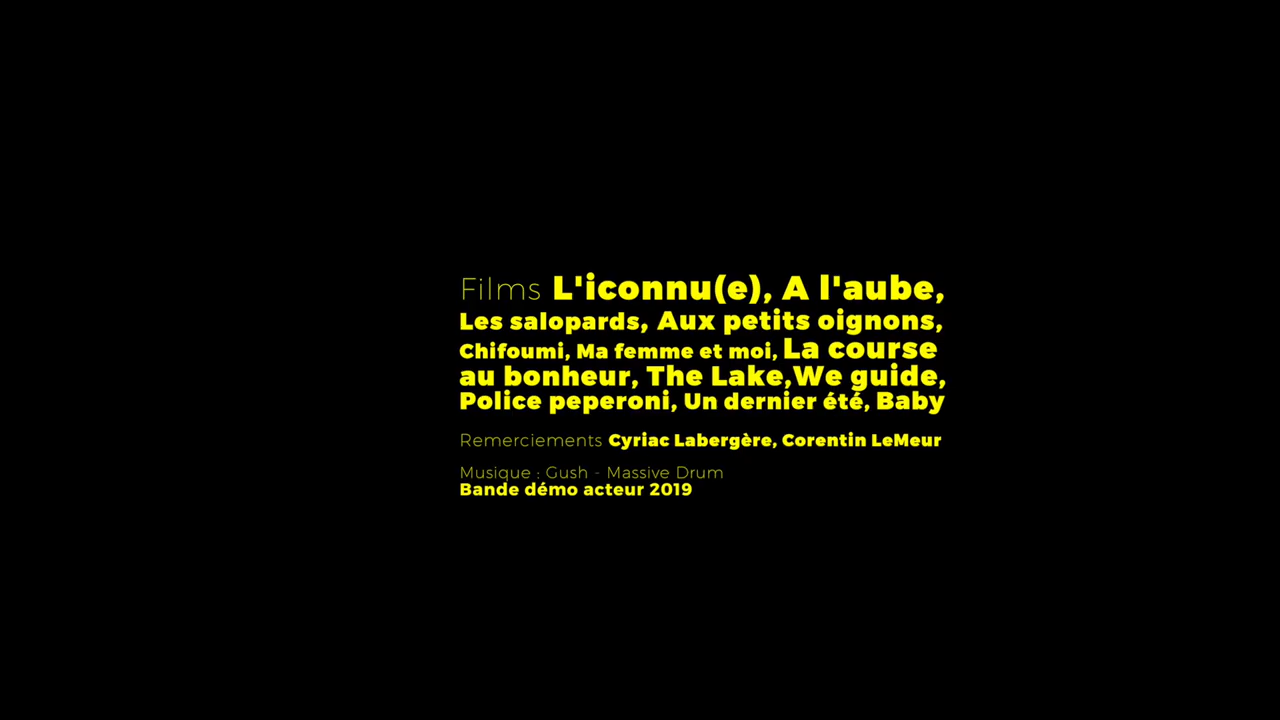 Films L'iconnu(e), A l'aube,
Les salopards, Aux petits oignons,
Chifoumi, Ma femme et moi, La course
au bonheur, The Lake,We guide,
Police peperoni, Un dernier été, Baby
Remerciements Cyriac Labergère, Corentin LeMeur
Musique : Gush - Massive Drum
Bande démo acteur 2019